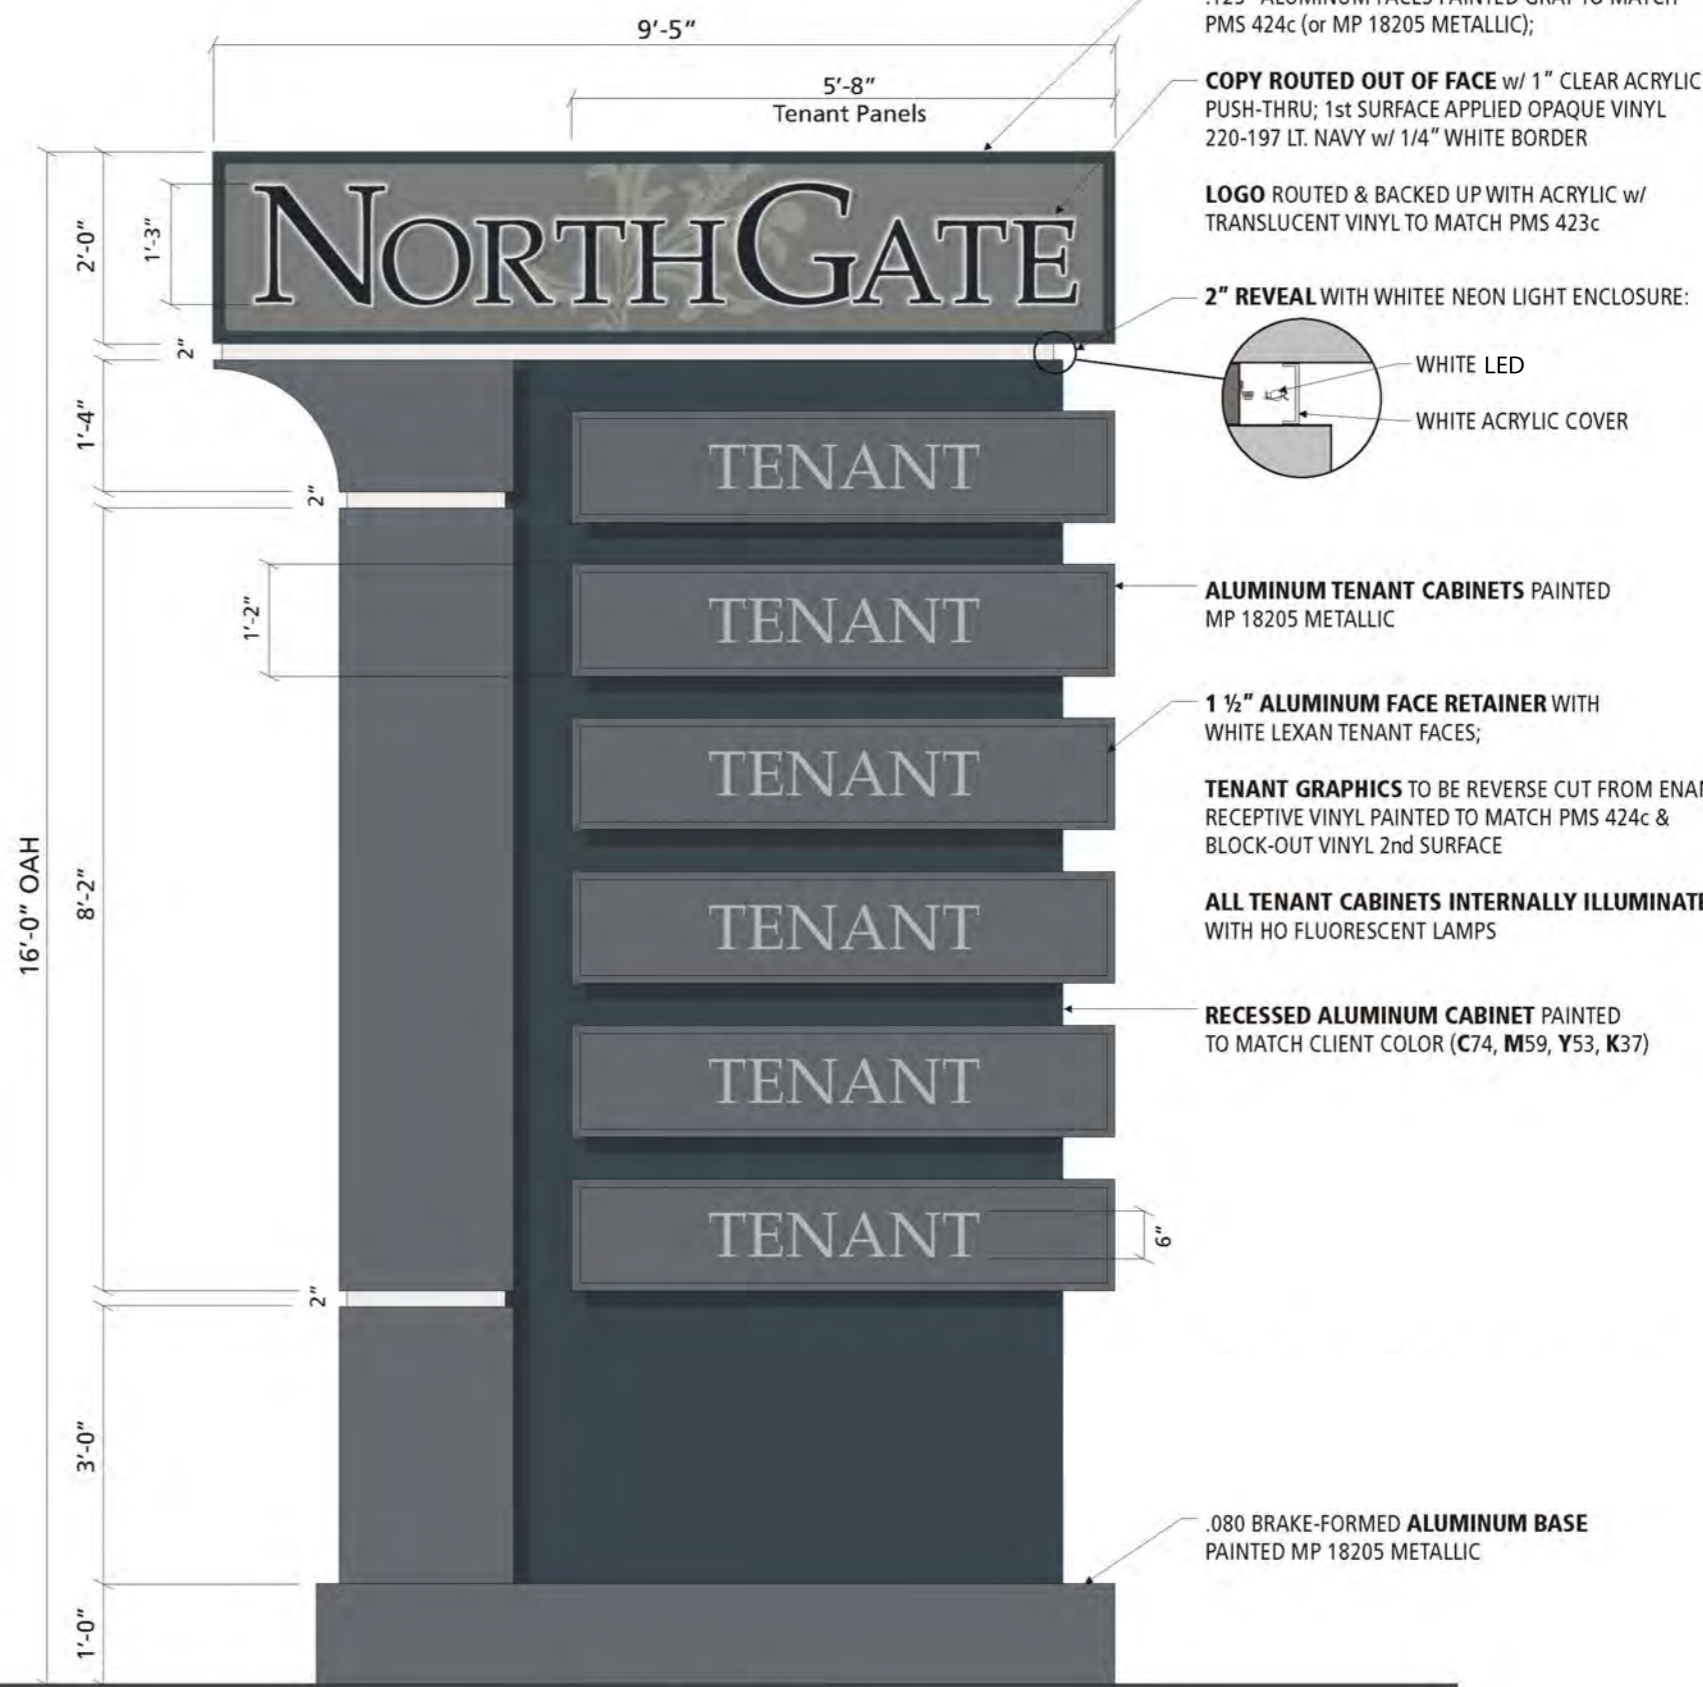 9'-5"
5'-8"
Tenant Panels
.125" ALUMINUM FACES PAINTED GRAY TO MATCH
PMS 424c (or MP 18205 METALLIC);
COPY ROUTED OUT OF FACE w/ 1" CLEAR ACRYLIC
PUSH-THRU; 1st SURFACE APPLIED OPAQUE VINYL
220-197 LT. NAVY w/ 1/4" WHITE BORDER
LOGO ROUTED & BACKED UP WITH ACRYLIC w/
TRANSLUCENT VINYL TO MATCH PMS 423c
2" REVEAL WITH WHITEE NEON LIGHT ENCLOSURE:
WHITE LED
WHITE ACRYLIC COVER
NORTHGATE
2'-0"
1'-3"
2"
1'-4"
2"
1'-2"
16'-0" OAH
8'-2"
2"
3'-0"
1'-0"
TENANT
TENANT
TENANT
TENANT
TENANT
TENANT
6"
ALUMINUM TENANT CABINETS PAINTED
MP 18205 METALLIC
1 ½" ALUMINUM FACE RETAINER WITH
WHITE LEXAN TENANT FACES;
TENANT GRAPHICS TO BE REVERSE CUT FROM ENAM
RECEPTIVE VINYL PAINTED TO MATCH PMS 424c &
BLOCK-OUT VINYL 2nd SURFACE
ALL TENANT CABINETS INTERNALLY ILLUMINATE
WITH HO FLUORESCENT LAMPS
RECESSED ALUMINUM CABINET PAINTED
TO MATCH CLIENT COLOR (C74, M59, Y53, K37)
.080 BRAKE-FORMED ALUMINUM BASE
PAINTED MP 18205 METALLIC